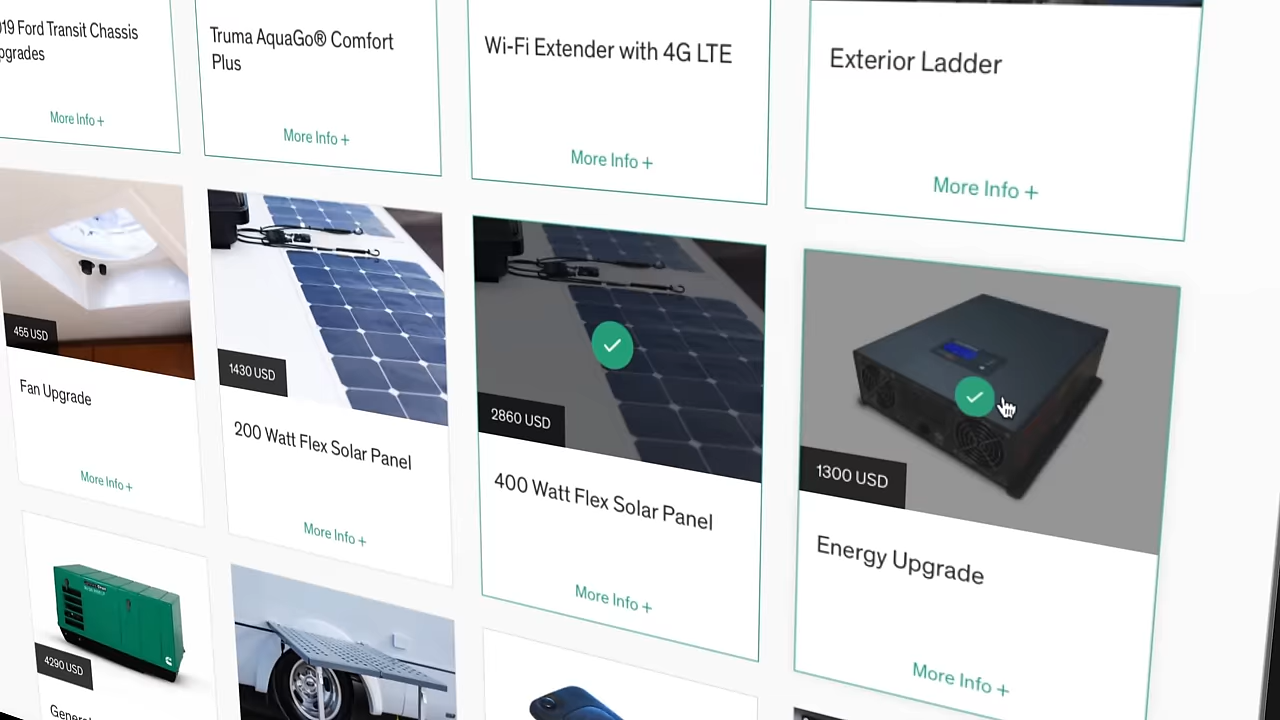 19 Ford Transit Chassis
pgrades
More Info +
Truma AquaGo® Comfort
Plus
More Info +
Wi-Fi Extender with 4G LTE
More Info +
Exterior Ladder
More Info +
455 USD
Fan Upgrade
More Info +
1430 USD
200 Watt Flex Solar Panel
More Info +
2860 USD
400 Watt Flex Solar Panel
More Info +
1300 USD
Energy Upgrade
More Info +
4290 USD
Genera